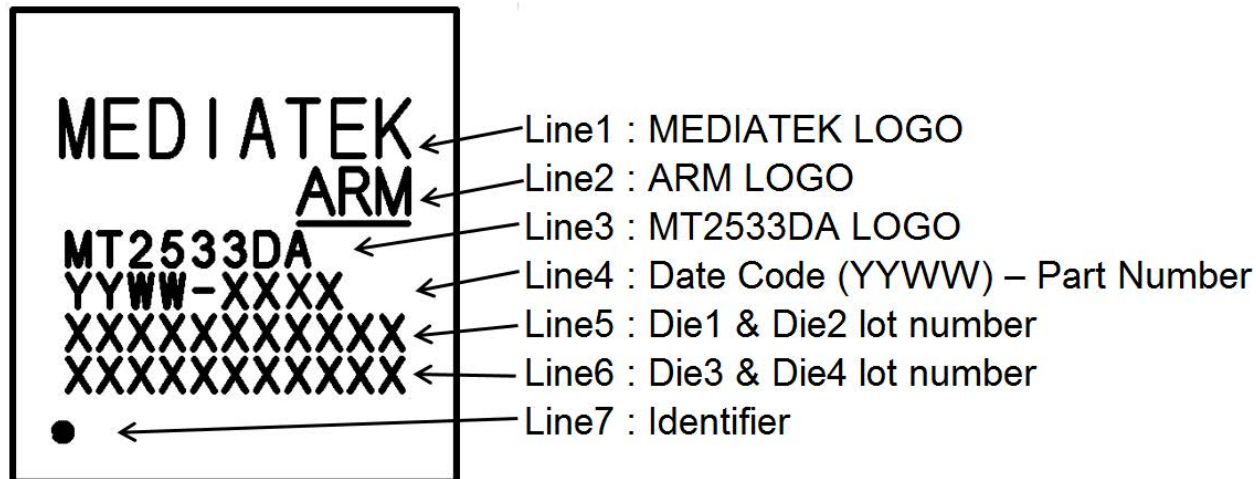 MEDIATEK
ARM
MT2533DA
YYWW-XXXX
XXXXXXXXXXX
XXXXXXXXXXX
Line1 : MEDIATEK LOGO
Line2 : ARM LOGO
Line3 : MT2533DA LOGO
Line4 : Date Code (YYWW) – Part Number
Line5 : Die1 & Die2 lot number
Line6 : Die3 & Die4 lot number
Line7 : Identifier